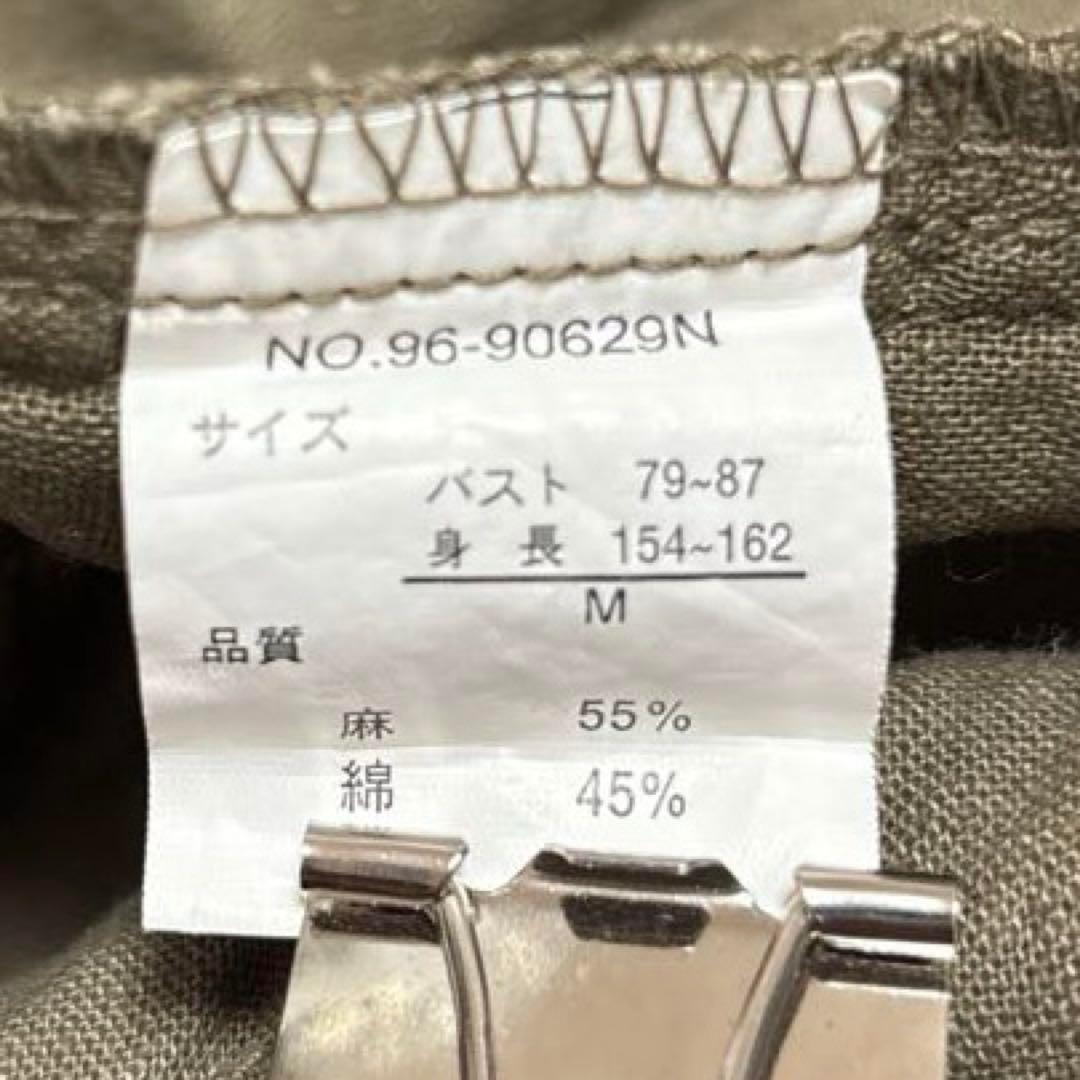 NO.96-90629N
サイズ
バスト 79~87
身長 154~162
M
品質
麻 55%
綿 45%